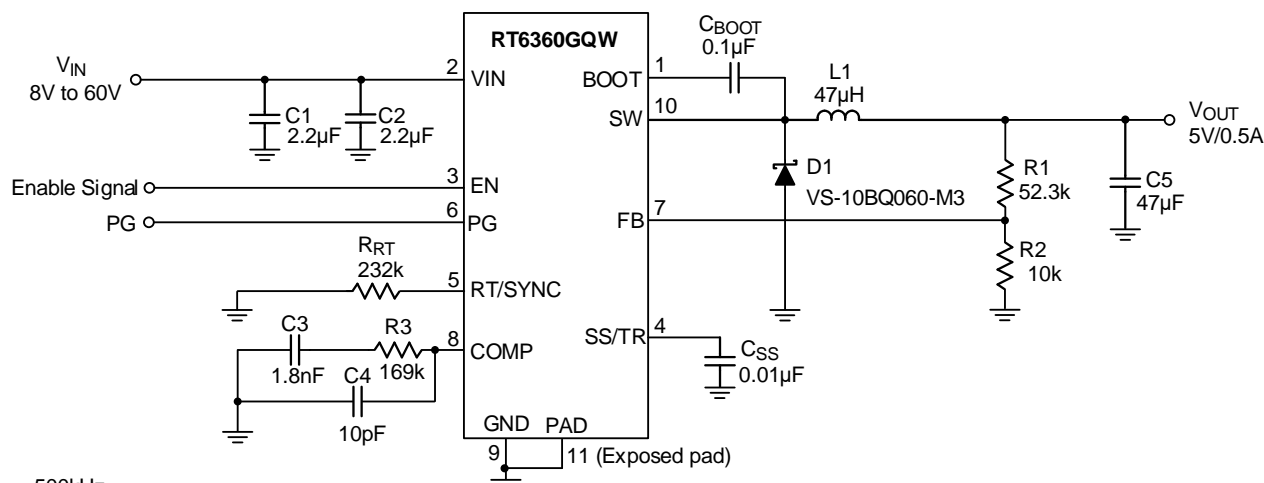 RT6360GQW
VIN
8V to 60V
2
VIN
C1
2.2µF
C2
2.2µF
Enable Signal
3
EN
PG
6
PG
RRT
232k
5
RT/SYNC
C3
1.8nF
R3
169k
8
COMP
C4
10pF
GND
9
PAD
11 (Exposed pad)
BOOT
1
CBOOT
0.1µF
SW
10
L1
47µH
VOUT
5V/0.5A
D1
VS-10BQ060-M3
R1
52.3k
C5
47µF
FB
7
R2
10k
SS/TR
4
CSS
0.01µF